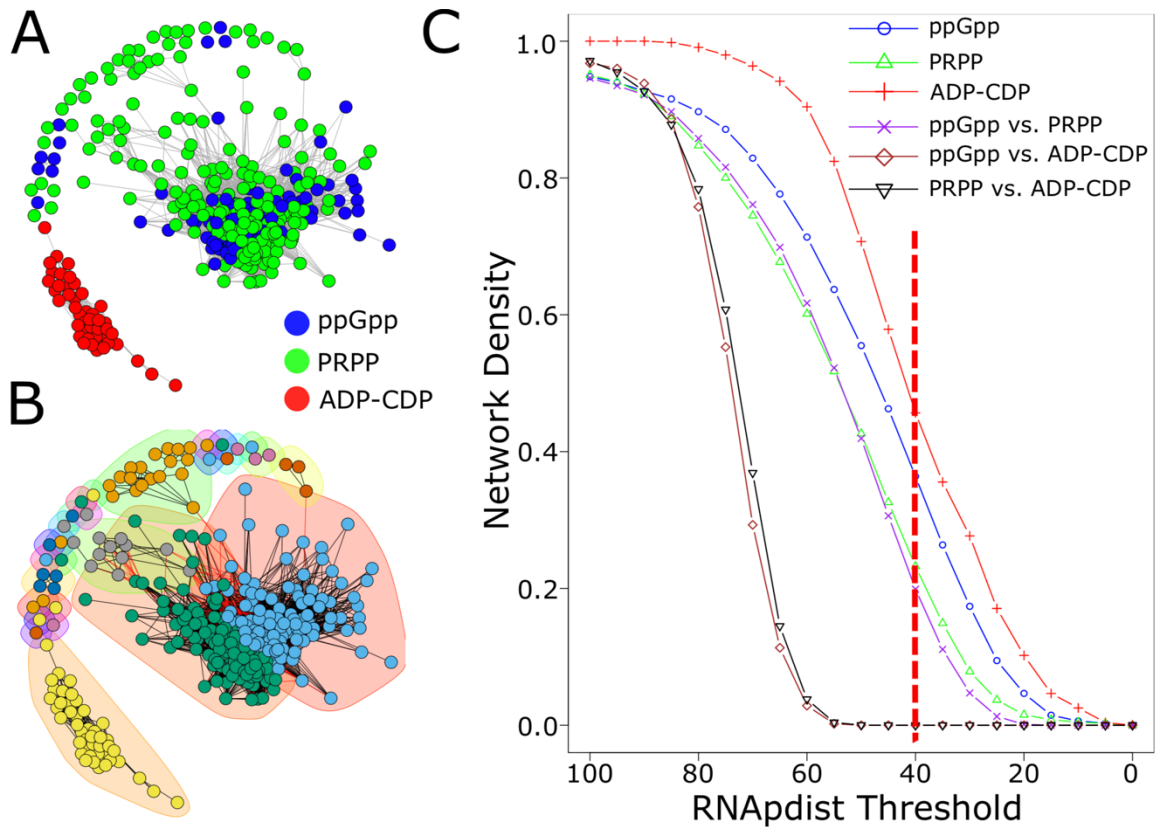 A
ppGpp
PRPP
ADP-CDP
B
C
ppGpp
PRPP
ADP-CDP
ppGpp vs. PRPP
ppGpp vs. ADP-CDP
PRPP vs. ADP-CDP
Network Density
1.0
0.8
0.6
0.4
0.2
0.0
100 80 60 40 20 0
RNApdist Threshold